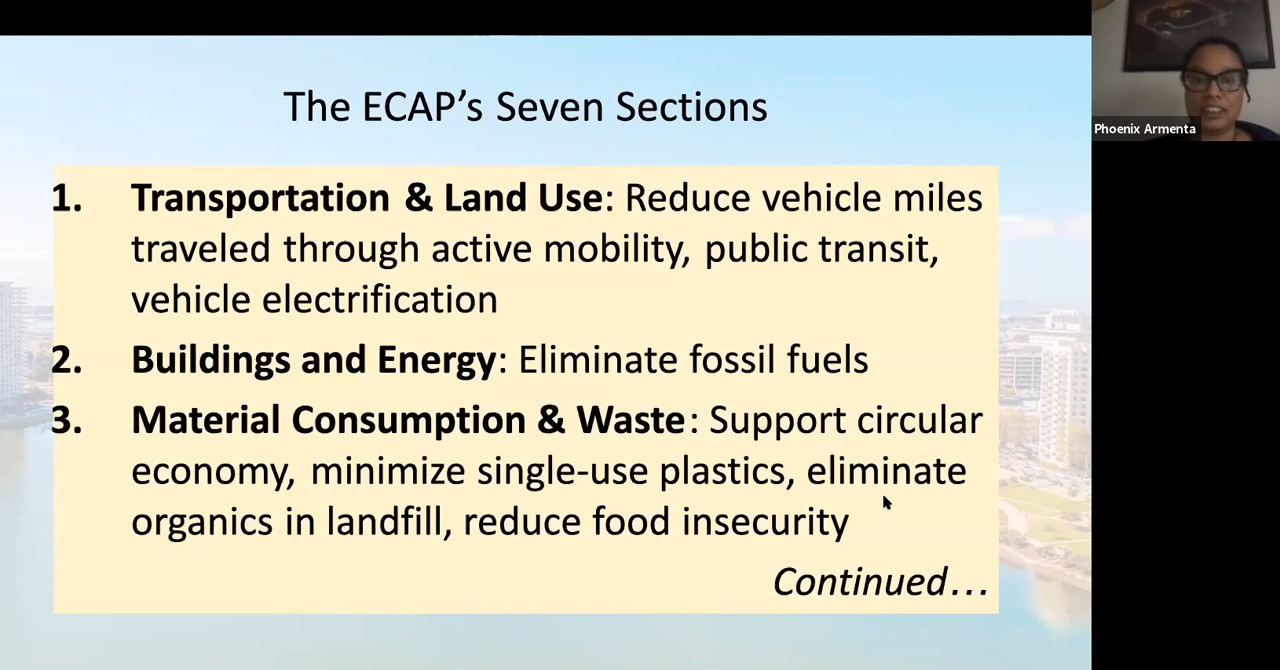 The ECAP’s Seven Sections
Phoenix Armenta
1. Transportation & Land Use: Reduce vehicle miles
traveled through active mobility, public transit,
vehicle electrification
2. Buildings and Energy: Eliminate fossil fuels
3. Material Consumption & Waste: Support circular
economy, minimize single-use plastics, eliminate
organics in landfill, reduce food insecurity
Continued…